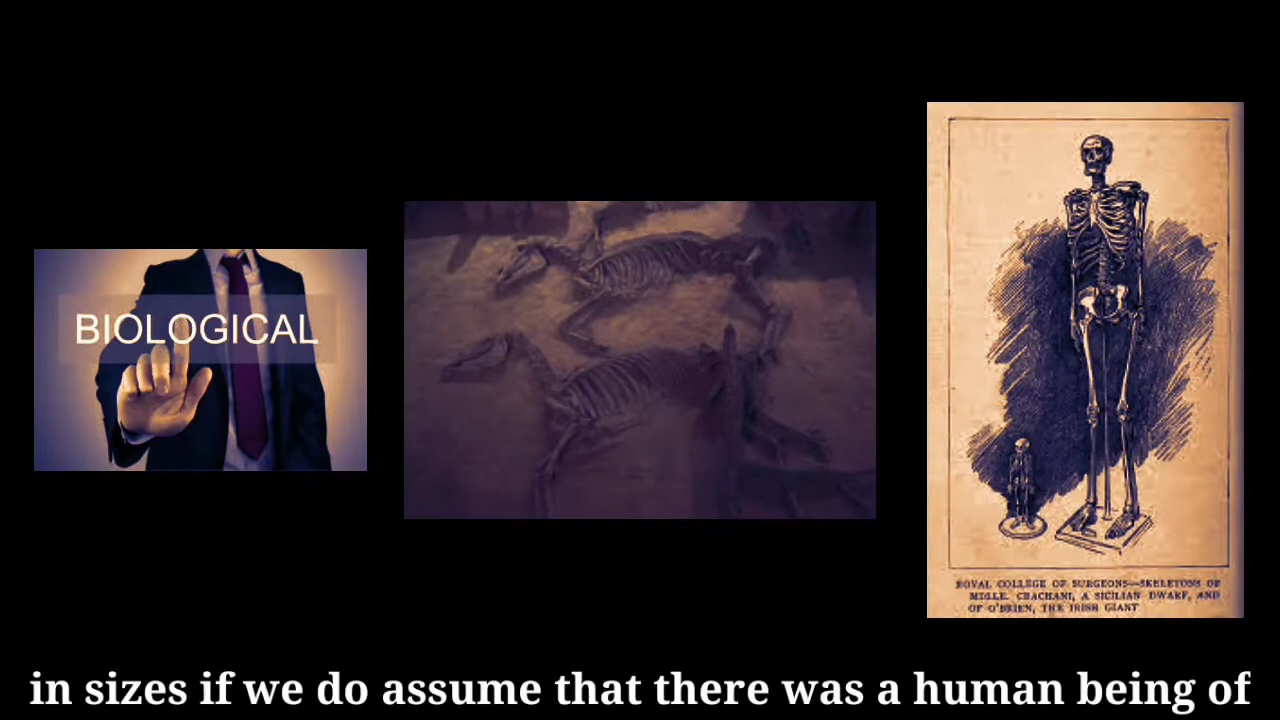 BIOLOGICAL
ROYAL COLLEGE OF SURGEONS—SKELETONS OF
MDLLE. CRACHANI, A SICILIAN DWARF, AND
OF O'BRIEN, THE IRISH GIANT
in sizes if we do assume that there was a human being of